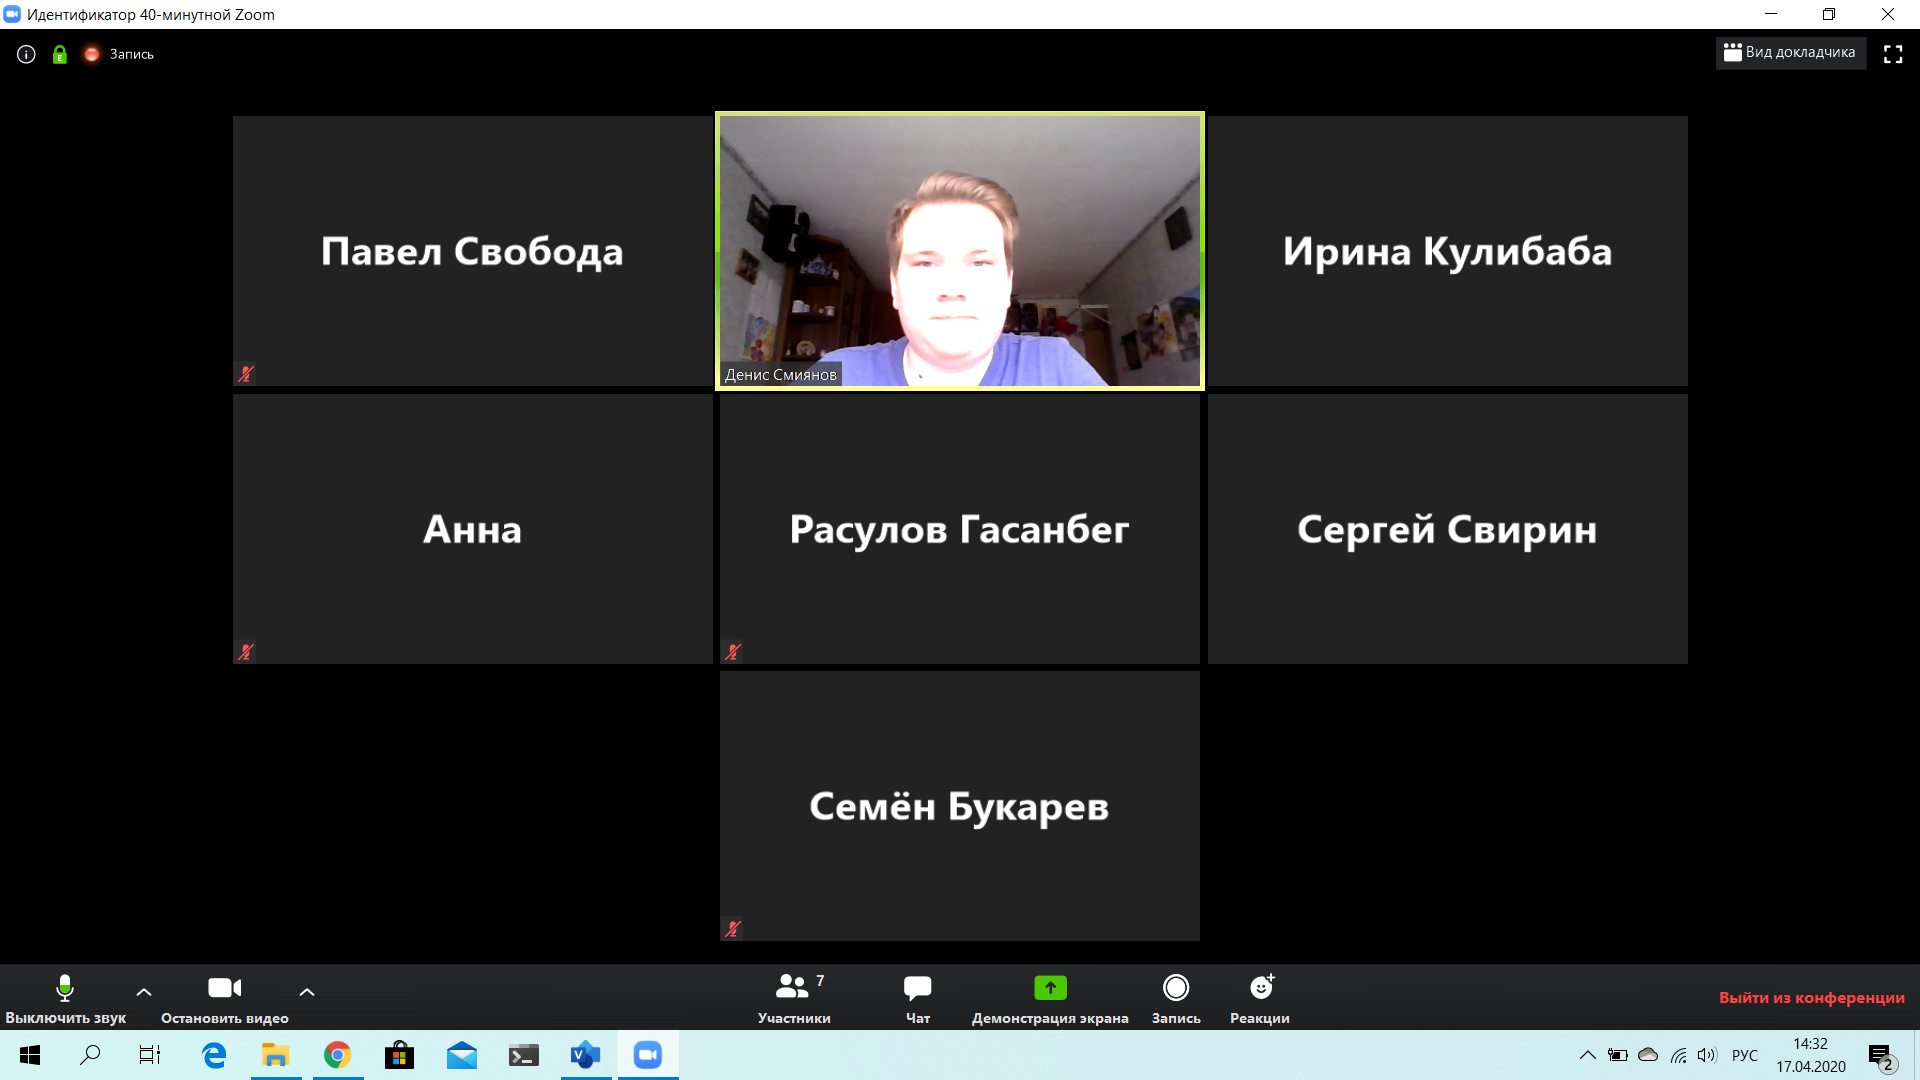 Идентификатор 40-минутной Zoom
Запись
Вид докладчика
Павел Свобода
Денис Смиянов
Ирина Кулибаба
Анна
Расулов Гасанбег
Сергей Свирин
Семён Букарев
Выключить звук
Остановить видео
7
Участники
Чат
Демонстрация экрана
Запись
Реакции
Выйти из конференции
РУС
14:32
17.04.2020
2